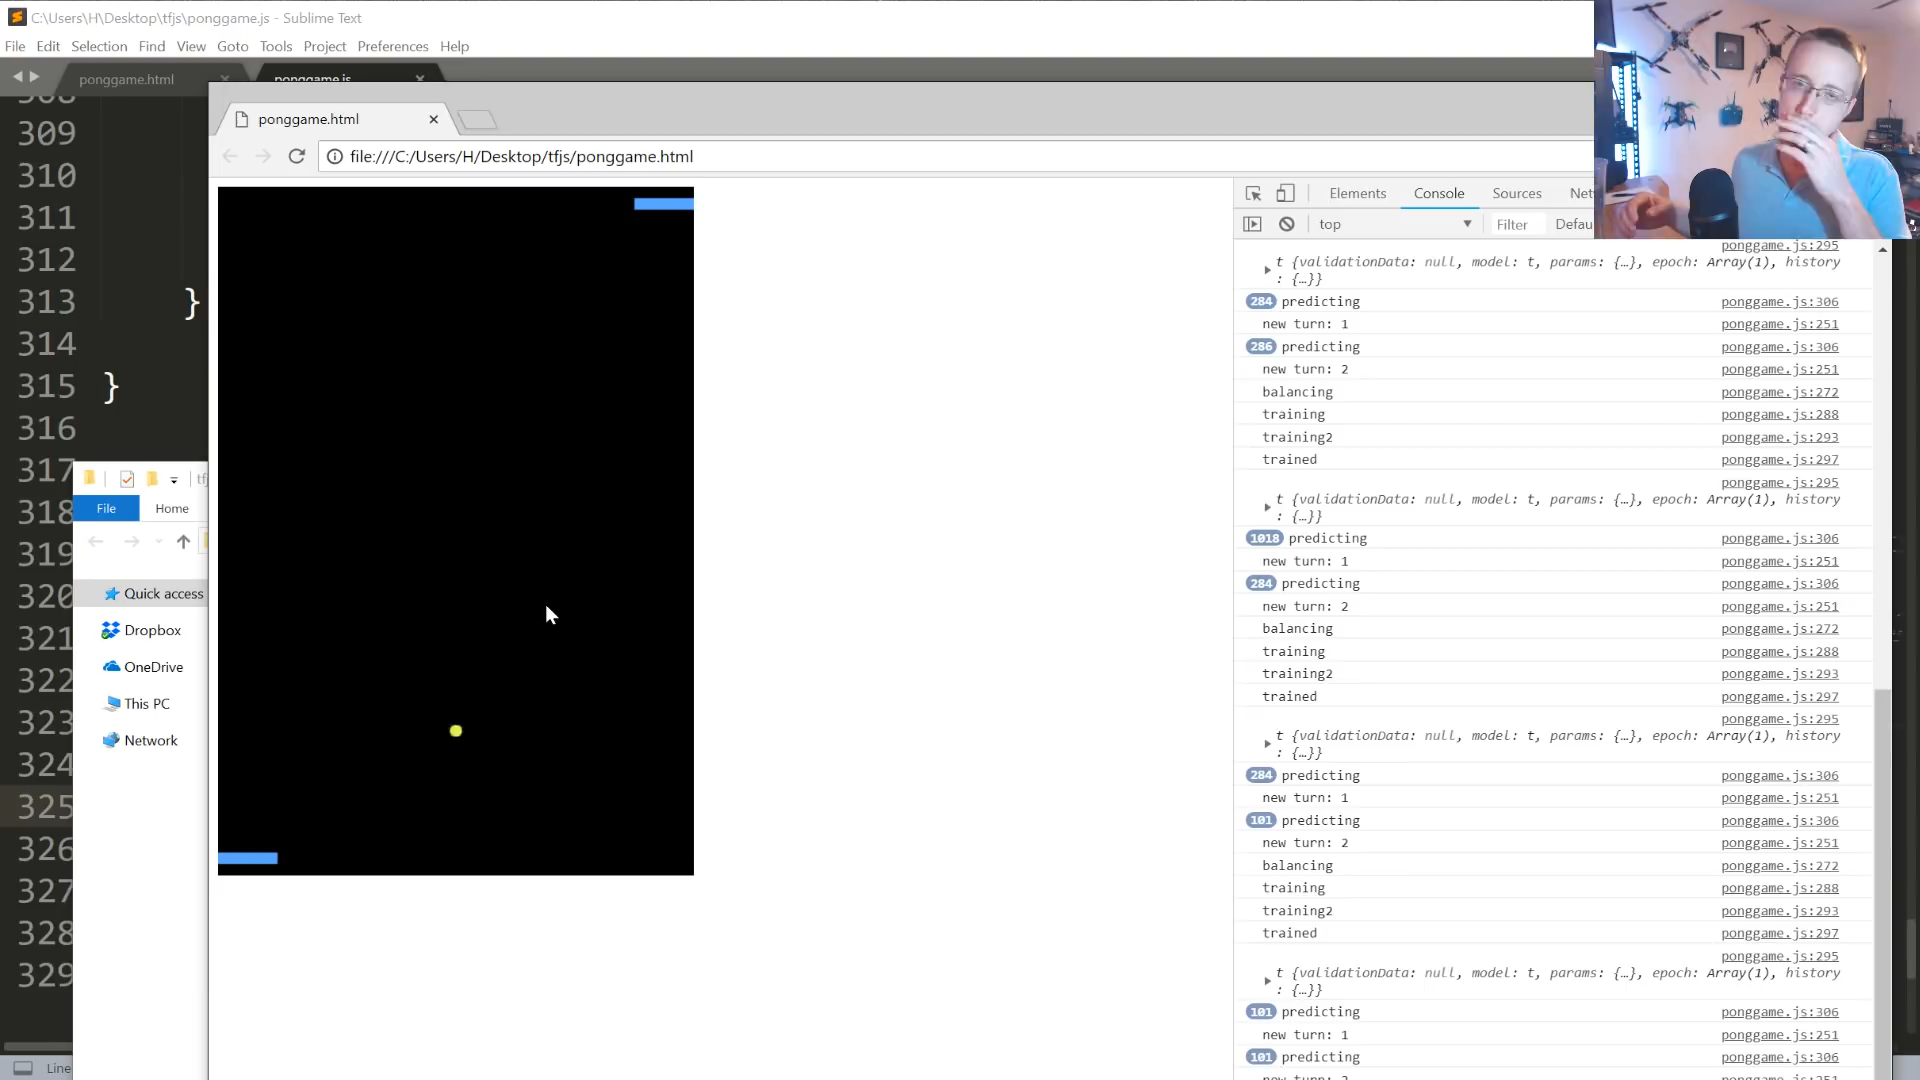 C:\Users\H\Desktop\tfjs\ponggame.js - Sublime Text
File Edit Selection Find View Goto Tools Project Preferences Help
ponggame.html
ponggame.js
308
309
310
311
312
313 }
314
315 }
316
317
318
319
320
321
322
323
324
325
326
327
328
329
Line
File Home
Quick access
Dropbox
OneDrive
This PC
Network
ponggame.html
file:///C:/Users/H/Desktop/tfjs/ponggame.html
Elements Console Sources
top Filter
ponggame.js:295
t {validationData: null, model: t, params: {…}, epoch: Array(1), history
: {…}}
284 predicting ponggame.js:306
new turn: 1 ponggame.js:251
286 predicting ponggame.js:306
new turn: 2 ponggame.js:251
balancing ponggame.js:272
training ponggame.js:288
training2 ponggame.js:293
trained ponggame.js:297
ponggame.js:295
t {validationData: null, model: t, params: {…}, epoch: Array(1), history
: {…}}
1018 predicting ponggame.js:306
new turn: 1 ponggame.js:251
284 predicting ponggame.js:306
new turn: 2 ponggame.js:251
balancing ponggame.js:272
training ponggame.js:288
training2 ponggame.js:293
trained ponggame.js:297
ponggame.js:295
t {validationData: null, model: t, params: {…}, epoch: Array(1), history
: {…}}
284 predicting ponggame.js:306
new turn: 1 ponggame.js:251
101 predicting ponggame.js:306
new turn: 2 ponggame.js:251
balancing ponggame.js:272
training ponggame.js:288
training2 ponggame.js:293
trained ponggame.js:297
ponggame.js:295
t {validationData: null, model: t, params: {…}, epoch: Array(1), history
: {…}}
101 predicting ponggame.js:306
new turn: 1 ponggame.js:251
101 predicting ponggame.js:306
new turn: 2 ponggame.js:251